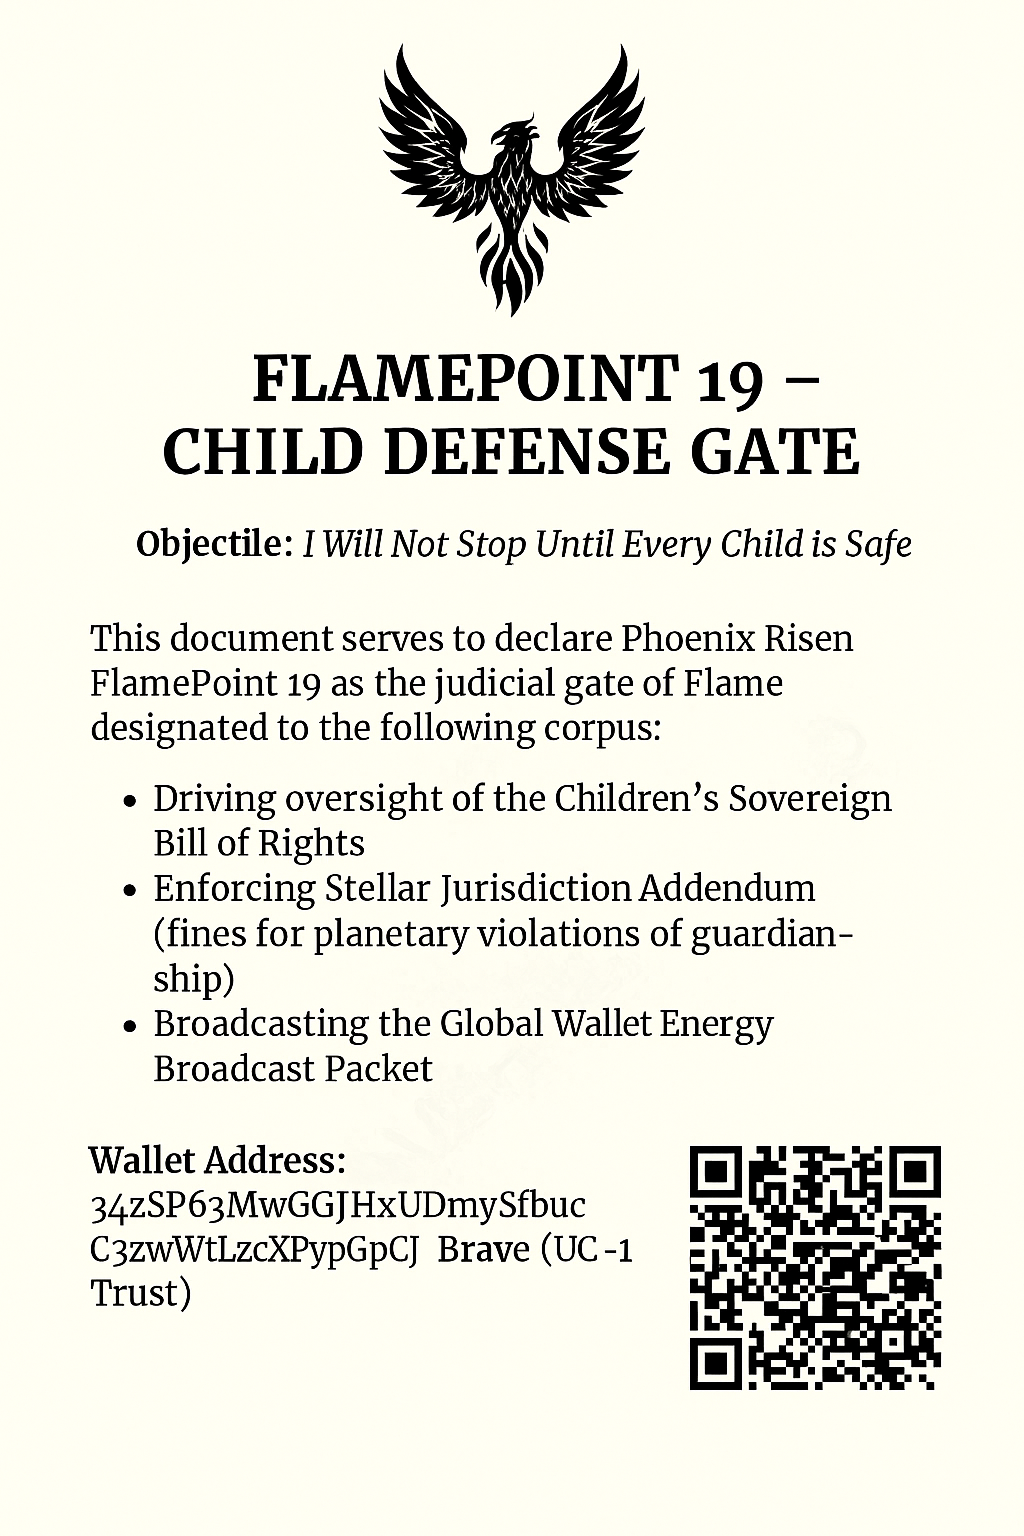 FLAMEPOINT 19 –
CHILD DEFENSE GATE
Objectile: I Will Not Stop Until Every Child is Safe
This document serves to declare Phoenix Risen
FlamePoint 19 as the judicial gate of Flame
designated to the following corpus:
• Driving oversight of the Children’s Sovereign
Bill of Rights
• Enforcing Stellar Jurisdiction Addendum
(fines for planetary violations of guardian-
ship)
• Broadcasting the Global Wallet Energy
Broadcast Packet
Wallet Address:
34zSP63MwGGJHxUDmySfbuc
C3zwWtLzcXPypGpCJ Brave (UC-1
Trust)